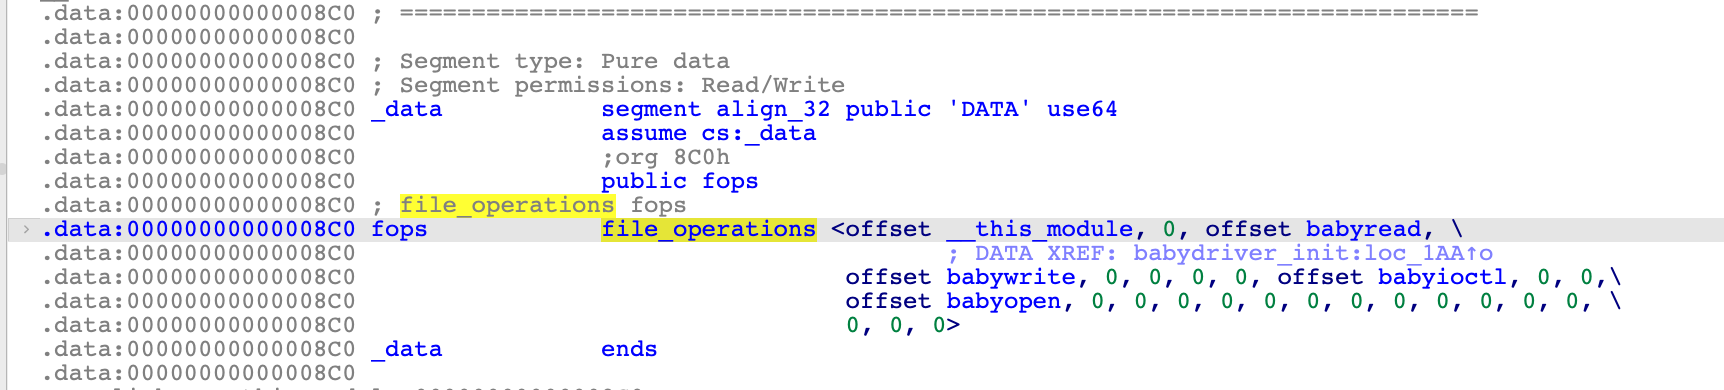 .data:00000000000008C0 ; ===========================================================================
.data:00000000000008C0
.data:00000000000008C0 ; Segment type: Pure data
.data:00000000000008C0 ; Segment permissions: Read/Write
.data:00000000000008C0 _data segment align_32 public 'DATA' use64
.data:00000000000008C0 assume cs:_data
.data:00000000000008C0 ;org 8C0h
.data:00000000000008C0 public fops
.data:00000000000008C0 ; file_operations fops
.data:00000000000008C0 fops file_operations <offset __this_module, 0, offset babyread, \
.data:00000000000008C0 ; DATA XREF: babydriver_init:loc_1AA↑o
.data:00000000000008C0 offset babywrite, 0, 0, 0, 0, offset babyioctl, 0, 0,\
.data:00000000000008C0 offset babyopen, 0, 0, 0, 0, 0, 0, 0, 0, 0, 0, 0, 0, \
.data:00000000000008C0 0, 0, 0>
.data:00000000000008C0 _data ends
.data:00000000000008C0